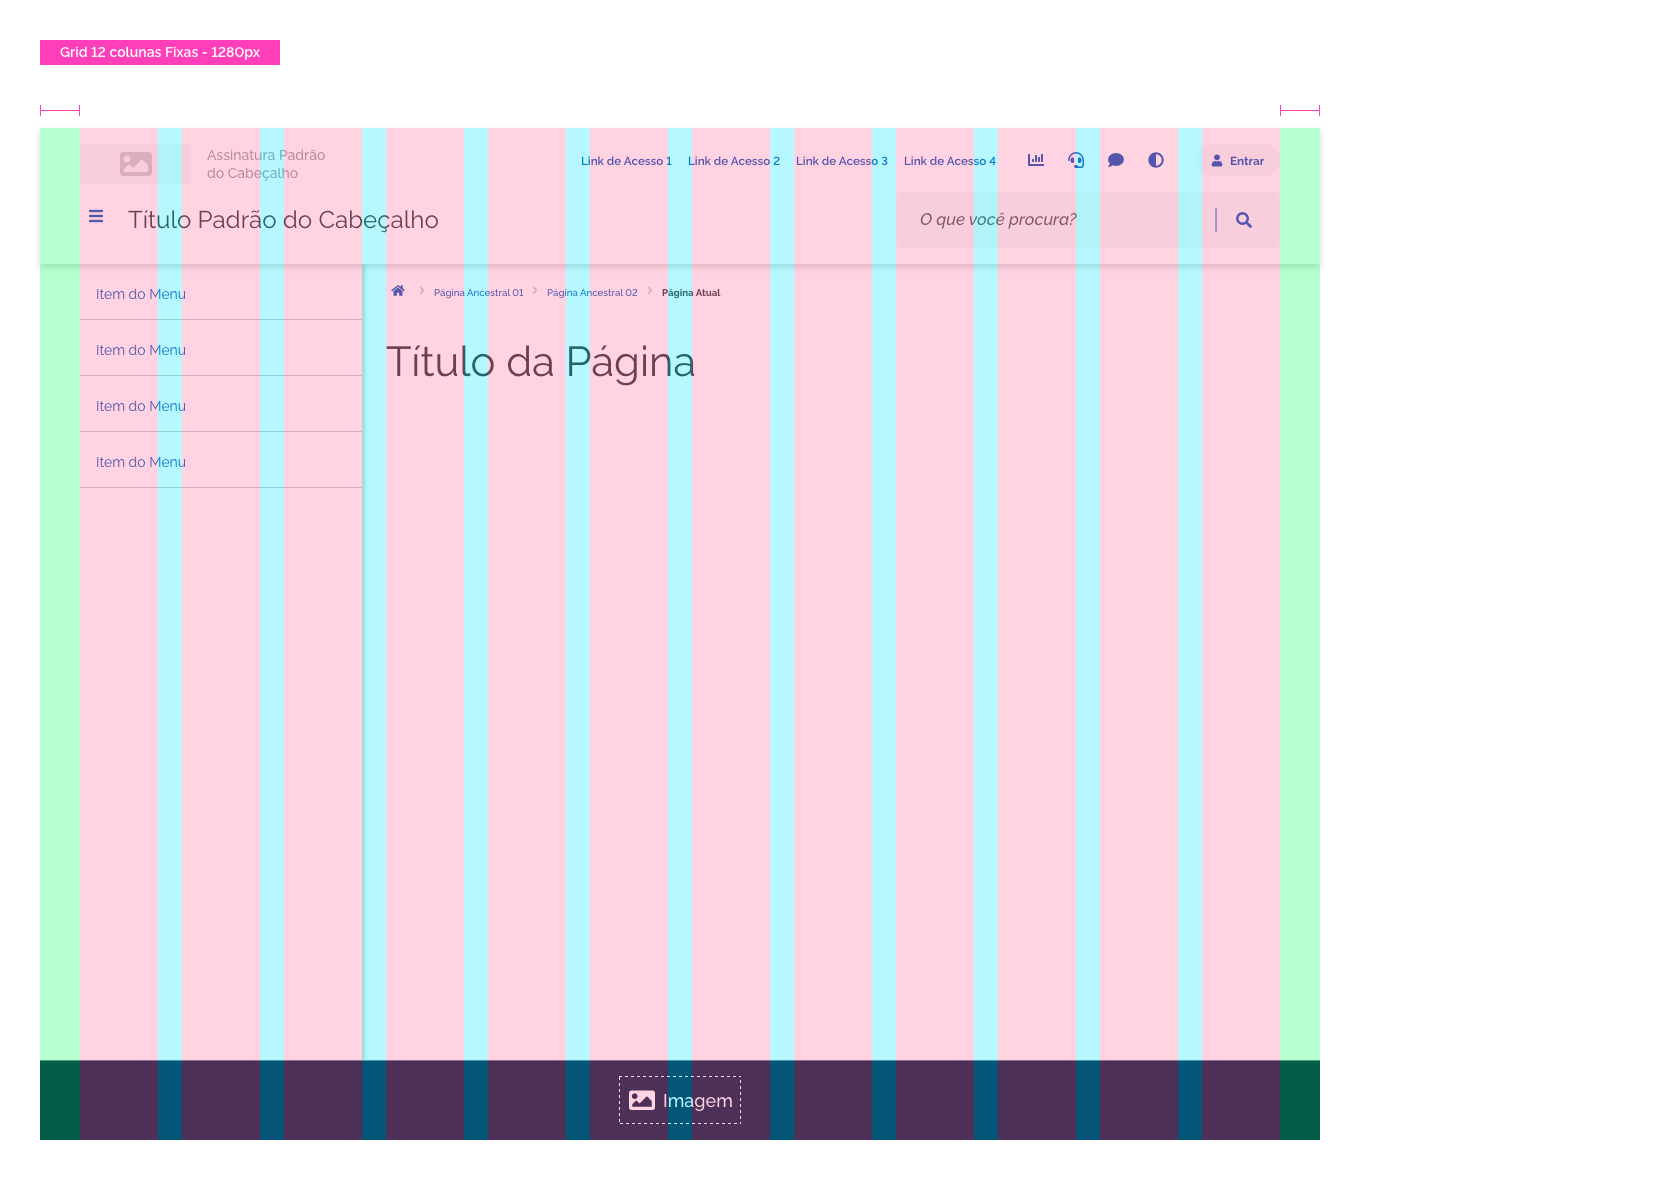 Grid 12 colunas Fixas - 1280px
Assinatura Padrão
do Cabeçalho
Link de Acesso 1
Link de Acesso 2
Link de Acesso 3
Link de Acesso 4
Entrar
Título Padrão do Cabeçalho
O que você procura?
Item do Menu
Item do Menu
Item do Menu
Item do Menu
Página Ancestral 01
Página Ancestral 02
Página Atual
Título da Página
Imagem